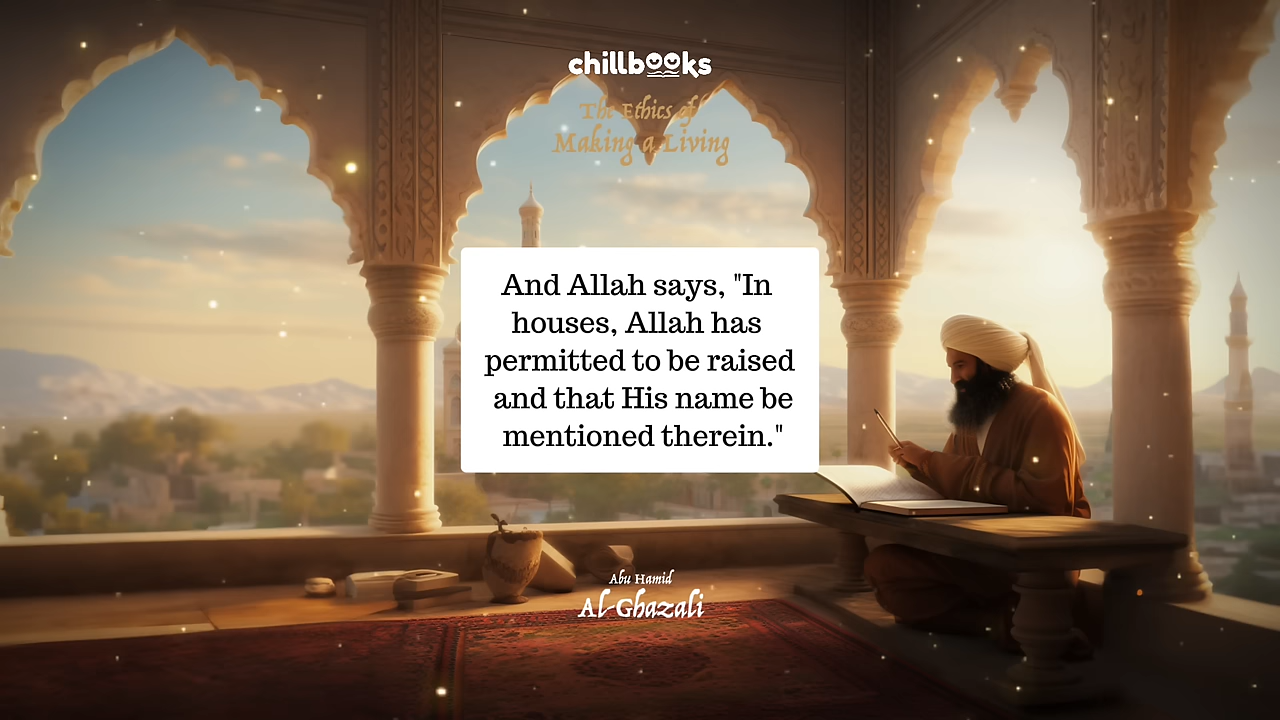 chillbooks
The Ethics of
Making a Living
And Allah says, "In
houses, Allah has
permitted to be raised
and that His name be
mentioned therein."
Abu Hamid
Al-Ghazali